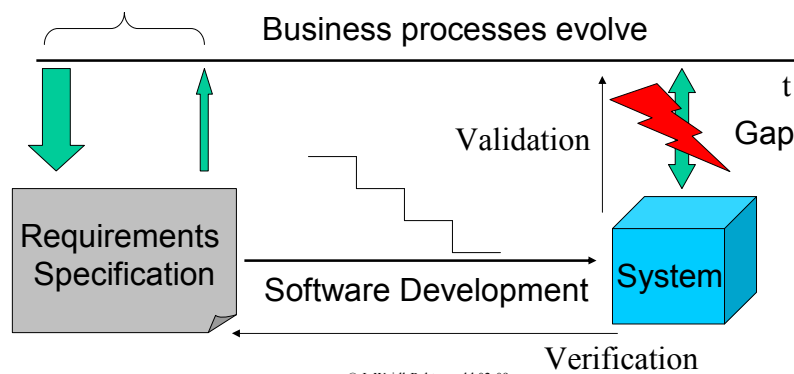 Business processes evolve
t
Validation
Gap
Requirements
Specification
System
Software Development
Verification